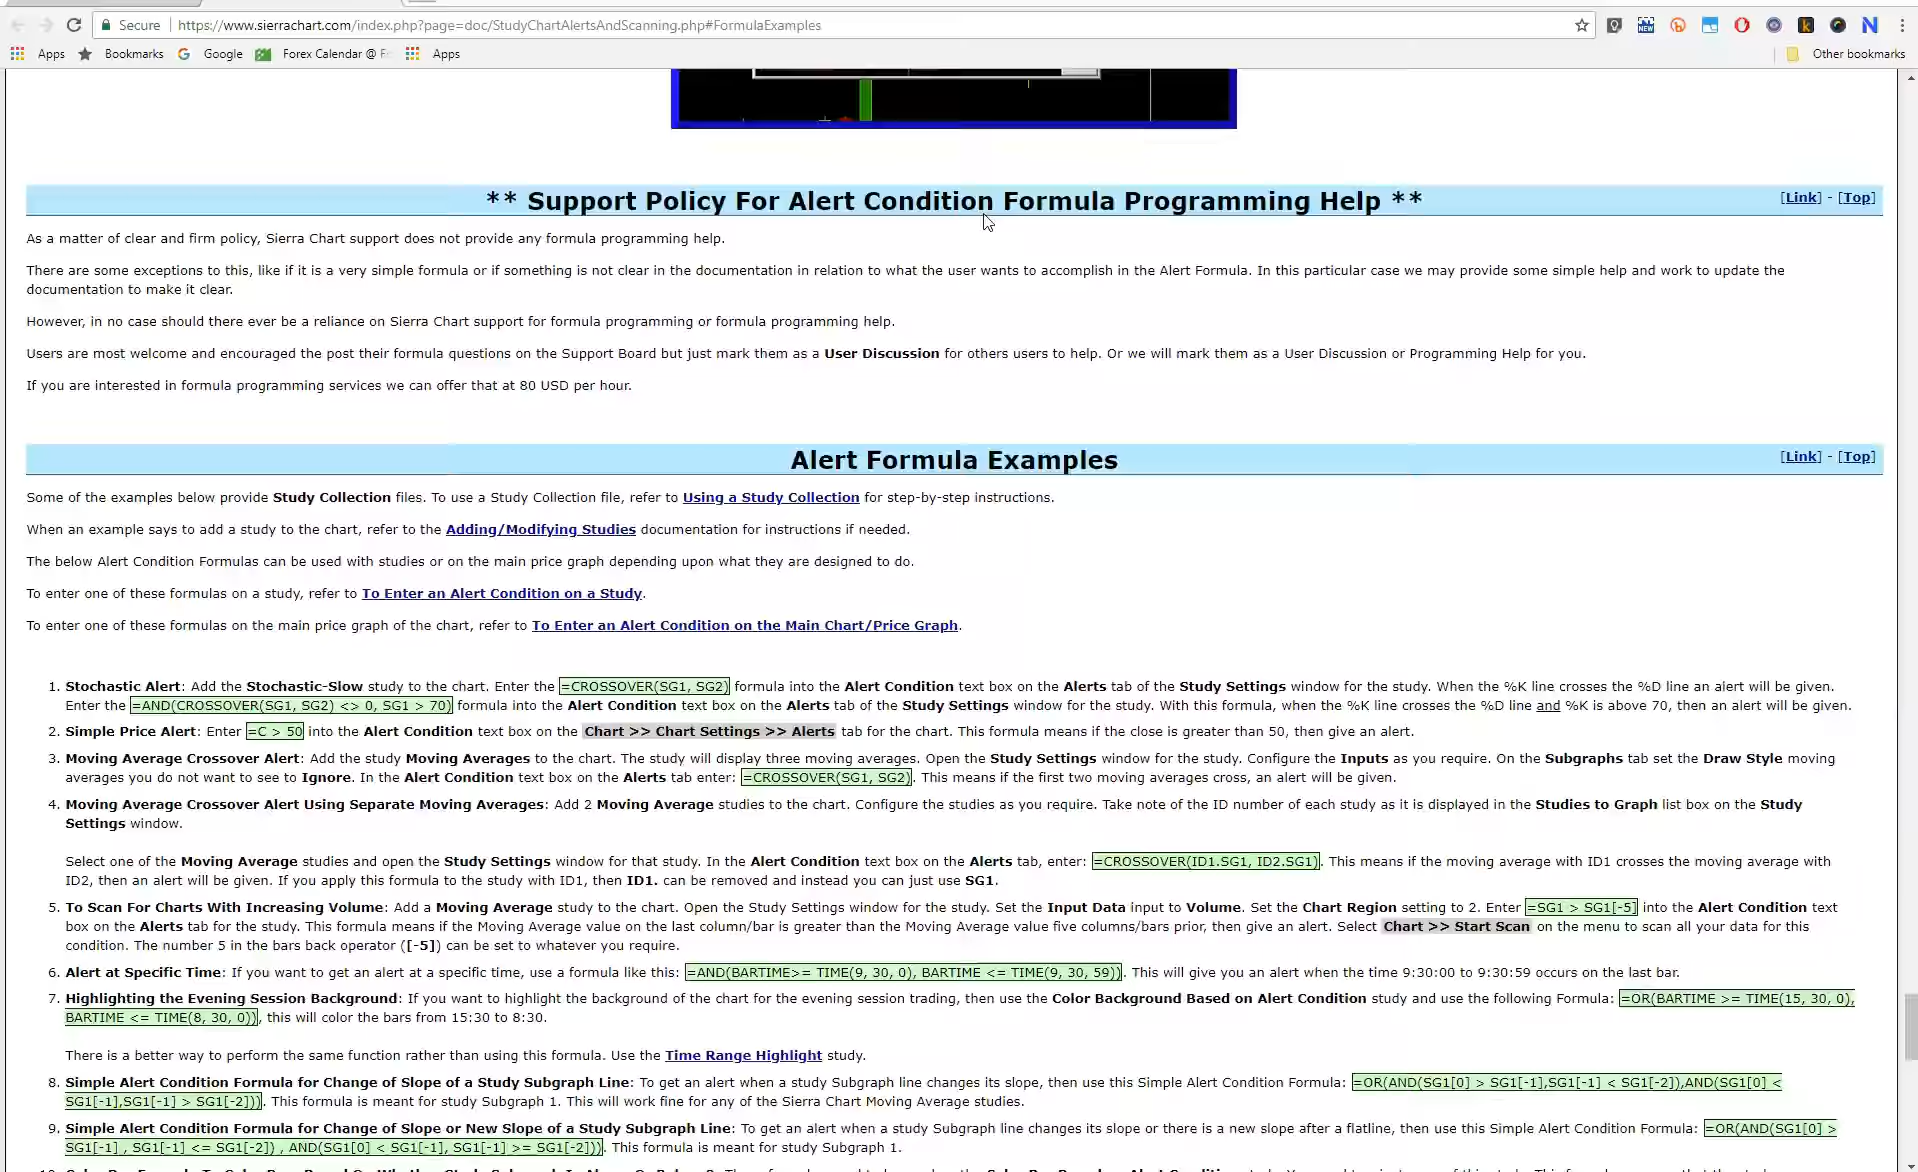 Secure | https://www.sierrachart.com/index.php?page=doc/StudyChartAlertsAndScanning.php#FormulaExamples
Apps Bookmarks Google Forex Calendar @ Apps Other bookmarks
** Support Policy For Alert Condition Formula Programming Help ** [Link] - [Top]
As a matter of clear and firm policy, Sierra Chart support does not provide any formula programming help.
There are some exceptions to this, like if it is a very simple formula or if something is not clear in the documentation in relation to what the user wants to accomplish in the Alert Formula. In this particular case we may provide some simple help and work to update the
documentation to make it clear.
However, in no case should there ever be a reliance on Sierra Chart support for formula programming or formula programming help.
Users are most welcome and encouraged the post their formula questions on the Support Board but just mark them as a User Discussion for others users to help. Or we will mark them as a User Discussion or Programming Help for you.
If you are interested in formula programming services we can offer that at 80 USD per hour.
Alert Formula Examples [Link] - [Top]
Some of the examples below provide Study Collection files. To use a Study Collection file, refer to Using a Study Collection for step-by-step instructions.
When an example says to add a study to the chart, refer to the Adding/Modifying Studies documentation for instructions if needed.
The below Alert Condition Formulas can be used with studies or on the main price graph depending upon what they are designed to do.
To enter one of these formulas on a study, refer to To Enter an Alert Condition on a Study.
To enter one of these formulas on the main price graph of the chart, refer to To Enter an Alert Condition on the Main Chart/Price Graph.
1. Stochastic Alert: Add the Stochastic-Slow study to the chart. Enter the =CROSSOVER(SG1, SG2) formula into the Alert Condition text box on the Alerts tab of the Study Settings window for the study. When the %K line crosses the %D line an alert will be given.
Enter the =AND(CROSSOVER(SG1, SG2) <> 0, SG1 > 70) formula into the Alert Condition text box on the Alerts tab of the Study Settings window for the study. With this formula, when the %K line crosses the %D line and %K is above 70, then an alert will be given.
2. Simple Price Alert: Enter =C > 50 into the Alert Condition text box on the Chart >> Chart Settings >> Alerts tab for the chart. This formula means if the close is greater than 50, then give an alert.
3. Moving Average Crossover Alert: Add the study Moving Averages to the chart. The study will display three moving averages. Open the Study Settings window for the study. Configure the Inputs as you require. On the Subgraphs tab set the Draw Style moving
averages you do not want to see to Ignore. In the Alert Condition text box on the Alerts tab enter: =CROSSOVER(SG1, SG2). This means if the first two moving averages cross, an alert will be given.
4. Moving Average Crossover Alert Using Separate Moving Averages: Add 2 Moving Average studies to the chart. Configure the studies as you require. Take note of the ID number of each study as it is displayed in the Studies to Graph list box on the Study
Settings window.
Select one of the Moving Average studies and open the Study Settings window for that study. In the Alert Condition text box on the Alerts tab, enter: =CROSSOVER(ID1.SG1, ID2.SG1). This means if the moving average with ID1 crosses the moving average with
ID2, then an alert will be given. If you apply this formula to the study with ID1, then ID1. can be removed and instead you can just use SG1.
5. To Scan For Charts With Increasing Volume: Add a Moving Average study to the chart. Open the Study Settings window for the study. Set the Input Data input to Volume. Set the Chart Region setting to 2. Enter =SG1 > SG1[-5] into the Alert Condition text
box on the Alerts tab for the study. This formula means if the Moving Average value on the last column/bar is greater than the Moving Average value five columns/bars prior, then give an alert. Select Chart >> Start Scan on the menu to scan all your data for this
condition. The number 5 in the bars back operator ([-5]) can be set to whatever you require.
6. Alert at Specific Time: If you want to get an alert at a specific time, use a formula like this: =AND(BARTIME>= TIME(9, 30, 0), BARTIME <= TIME(9, 30, 59)). This will give you an alert when the time 9:30:00 to 9:30:59 occurs on the last bar.
7. Highlighting the Evening Session Background: If you want to highlight the background of the chart for the evening session trading, then use the Color Background Based on Alert Condition study and use the following Formula: =OR(BARTIME >= TIME(15, 30, 0),
BARTIME <= TIME(8, 30, 0)), this will color the bars from 15:30 to 8:30.
There is a better way to perform the same function rather than using this formula. Use the Time Range Highlight study.
8. Simple Alert Condition Formula for Change of Slope of a Study Subgraph Line: To get an alert when a study Subgraph line changes its slope, then use this Simple Alert Condition Formula: =OR(AND(SG1[0] > SG1[-1],SG1[-1] < SG1[-2]),AND(SG1[0] <
SG1[-1],SG1[-1] > SG1[-2])). This formula is meant for study Subgraph 1. This will work fine for any of the Sierra Chart Moving Average studies.
9. Simple Alert Condition Formula for Change of Slope or New Slope of a Study Subgraph Line: To get an alert when a study Subgraph line changes its slope or there is a new slope after a flatline, then use this Simple Alert Condition Formula: =OR(AND(SG1[0] >
SG1[-1] , SG1[-1] <= SG1[-2]) , AND(SG1[0] < SG1[-1], SG1[-1] >= SG1[-2])). This formula is meant for study Subgraph 1.